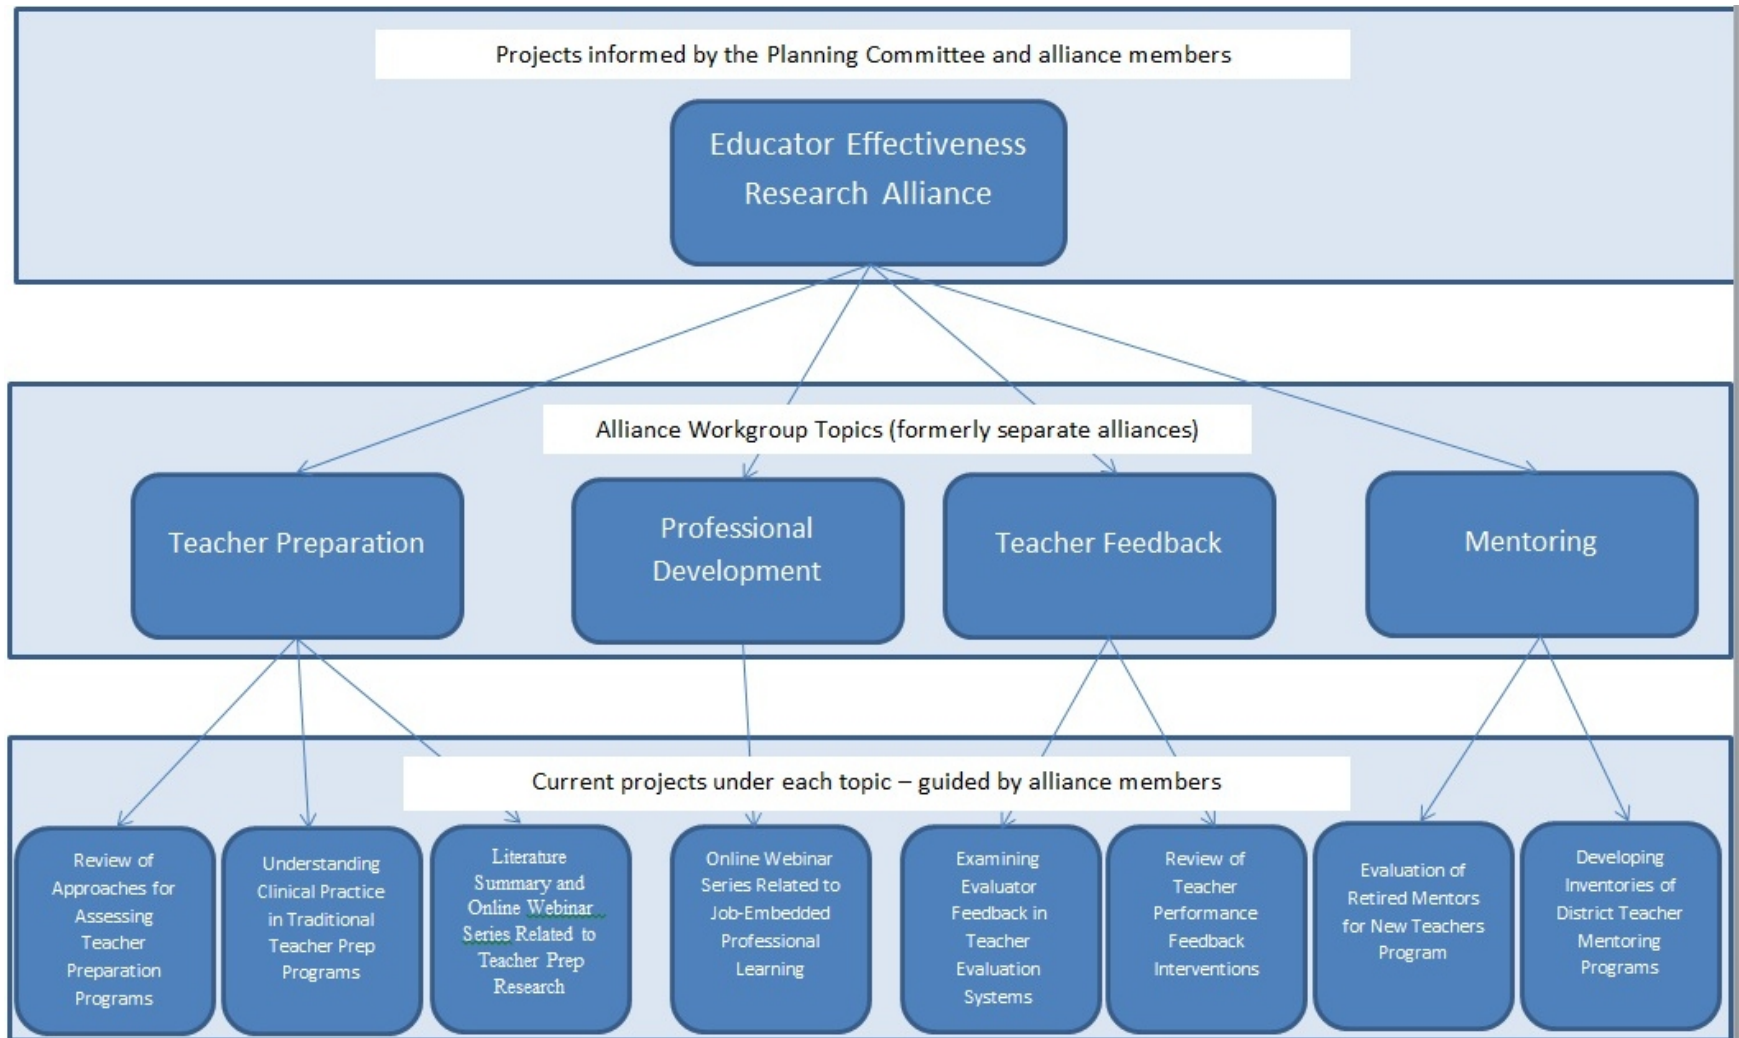 Projects informed by the Planning Committee and alliance members
Educator Effectiveness
Research Alliance
Alliance Workgroup Topics (formerly separate alliances)
Teacher Preparation
Professional
Development
Teacher Feedback
Mentoring
Current projects under each topic – guided by alliance members
Review of
Approaches for
Assessing
Teacher
Preparation
Programs
Understanding
Clinical Practice
in Traditional
Teacher Prep
Programs
Literature
Summary and
Online Webinar
Series Related to
Teacher Prep
Research
Online Webinar
Series Related to
Job-Embedded
Professional
Learning
Examining
Evaluator
Feedback in
Teacher
Evaluation
Systems
Review of
Teacher
Performance
Feedback
Interventions
Evaluation of
Retired Mentors
for New Teachers
Program
Developing
Inventories of
District Teacher
Mentoring
Programs